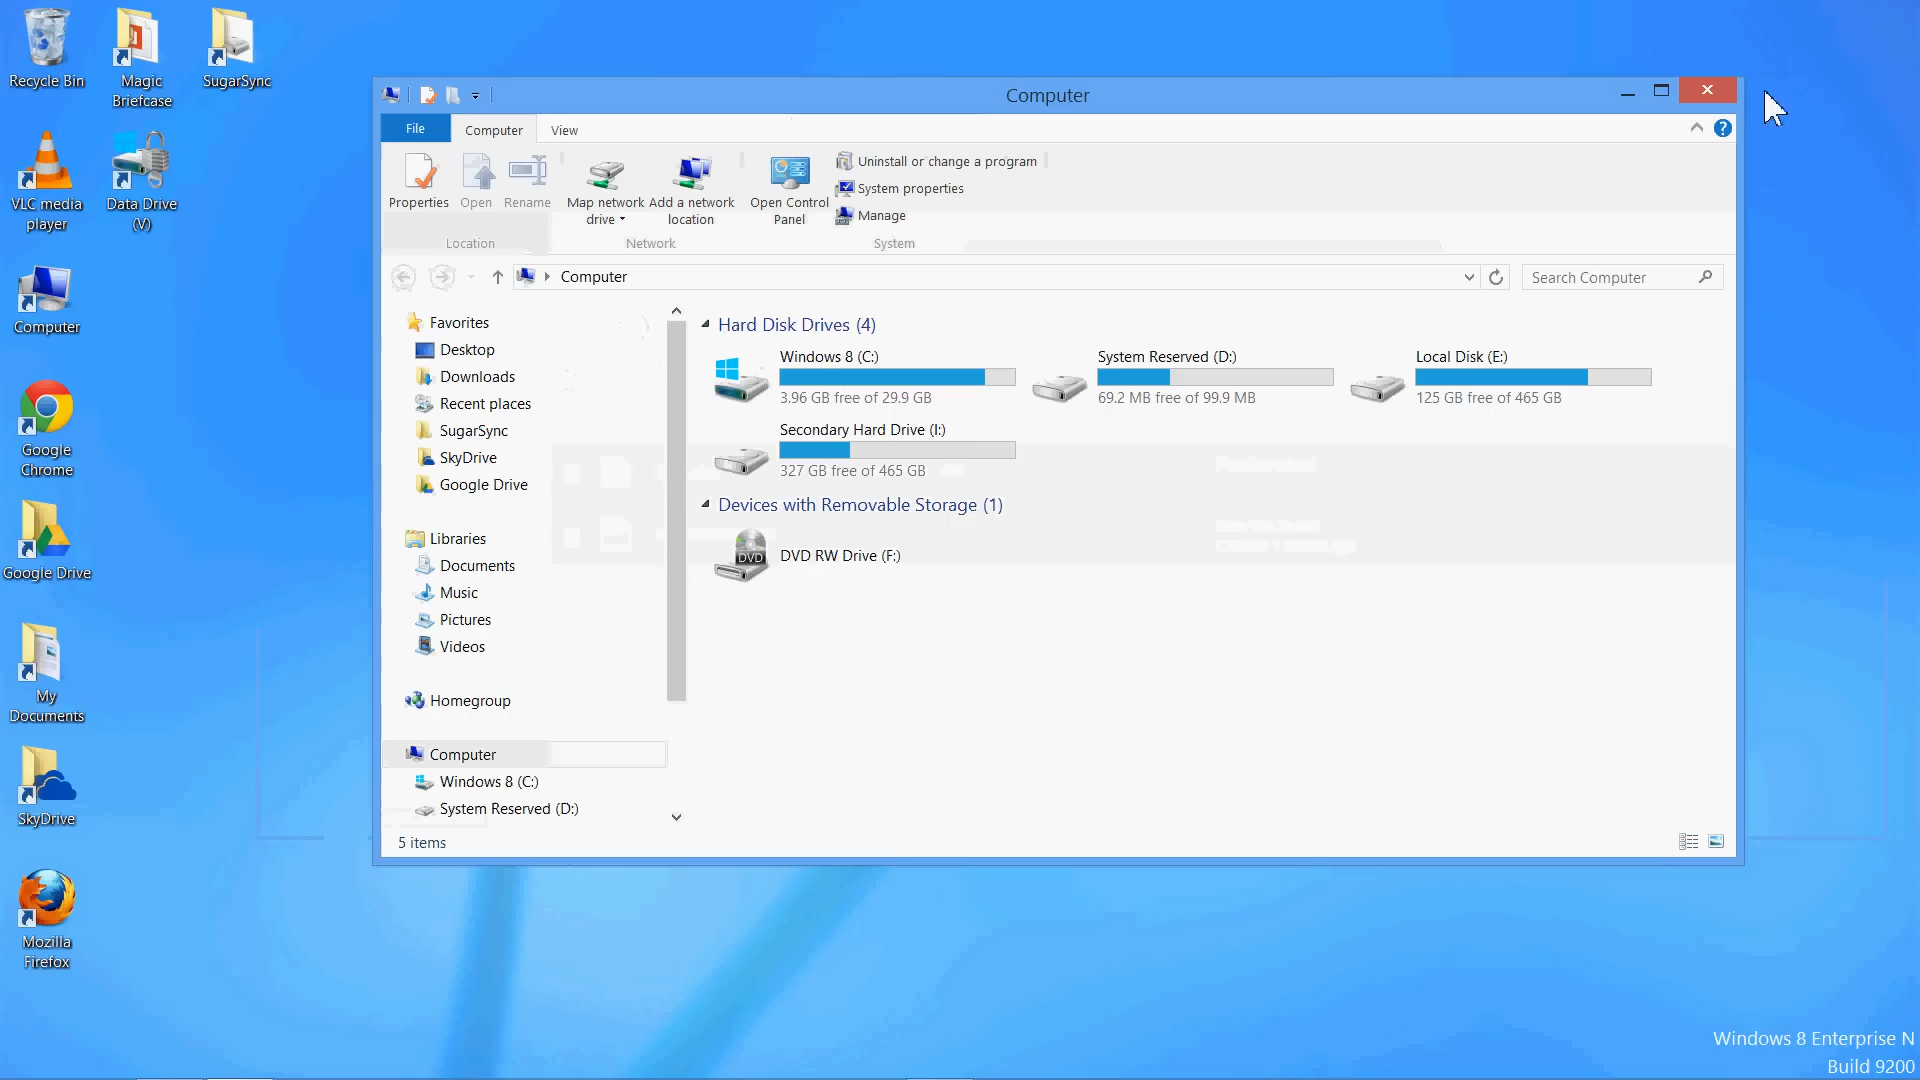 Recycle Bin
Magic
Briefcase
SugarSync
VLC media
player
Data Drive
(V)
Computer
Google
Chrome
Google Drive
My
Documents
SkyDrive
Mozilla
Firefox
Computer
File
Computer
View
Properties
Open
Rename
Location
Map network
drive
Add a network
location
Network
Open Control
Panel
Uninstall or change a program
System properties
Manage
System
Computer
Search Computer
Favorites
Desktop
Downloads
Recent places
SugarSync
SkyDrive
Google Drive
Libraries
Documents
Music
Pictures
Videos
Homegroup
Computer
Windows 8 (C:)
System Reserved (D:)
Hard Disk Drives (4)
Windows 8 (C:)
3.96 GB free of 29.9 GB
System Reserved (D:)
69.2 MB free of 99.9 MB
Local Disk (E:)
125 GB free of 465 GB
Secondary Hard Drive (I:)
327 GB free of 465 GB
Devices with Removable Storage (1)
DVD
DVD RW Drive (F:)
5 items
Windows 8 Enterprise N
Build 9200